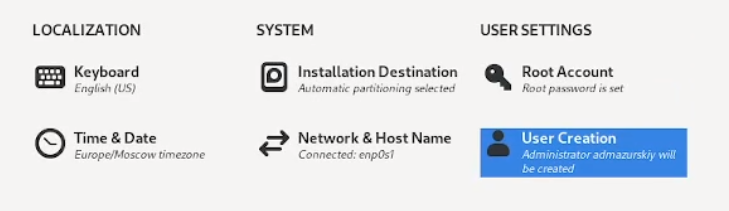 LOCALIZATION
Keyboard
English (US)
Time & Date
Europe/Moscow timezone
SYSTEM
Installation Destination
Automatic partitioning selected
Network & Host Name
Connected: enp0s1
USER SETTINGS
Root Account
Root password is set
User Creation
Administrator admazurskiy will
be created